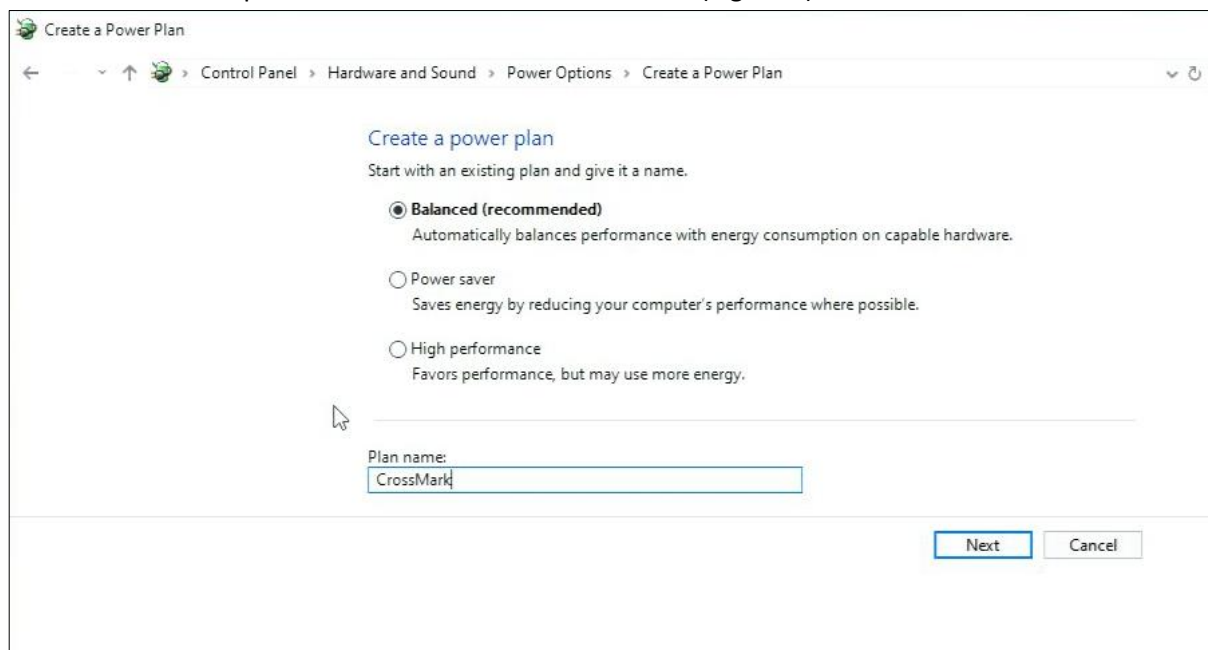 Create a Power Plan
Control Panel > Hardware and Sound > Power Options > Create a Power Plan
Create a power plan
Start with an existing plan and give it a name.
Balanced (recommended)
Automatically balances performance with energy consumption on capable hardware.
Power saver
Saves energy by reducing your computer's performance where possible.
High performance
Favors performance, but may use more energy.
Plan name:
CrossMark
Next Cancel